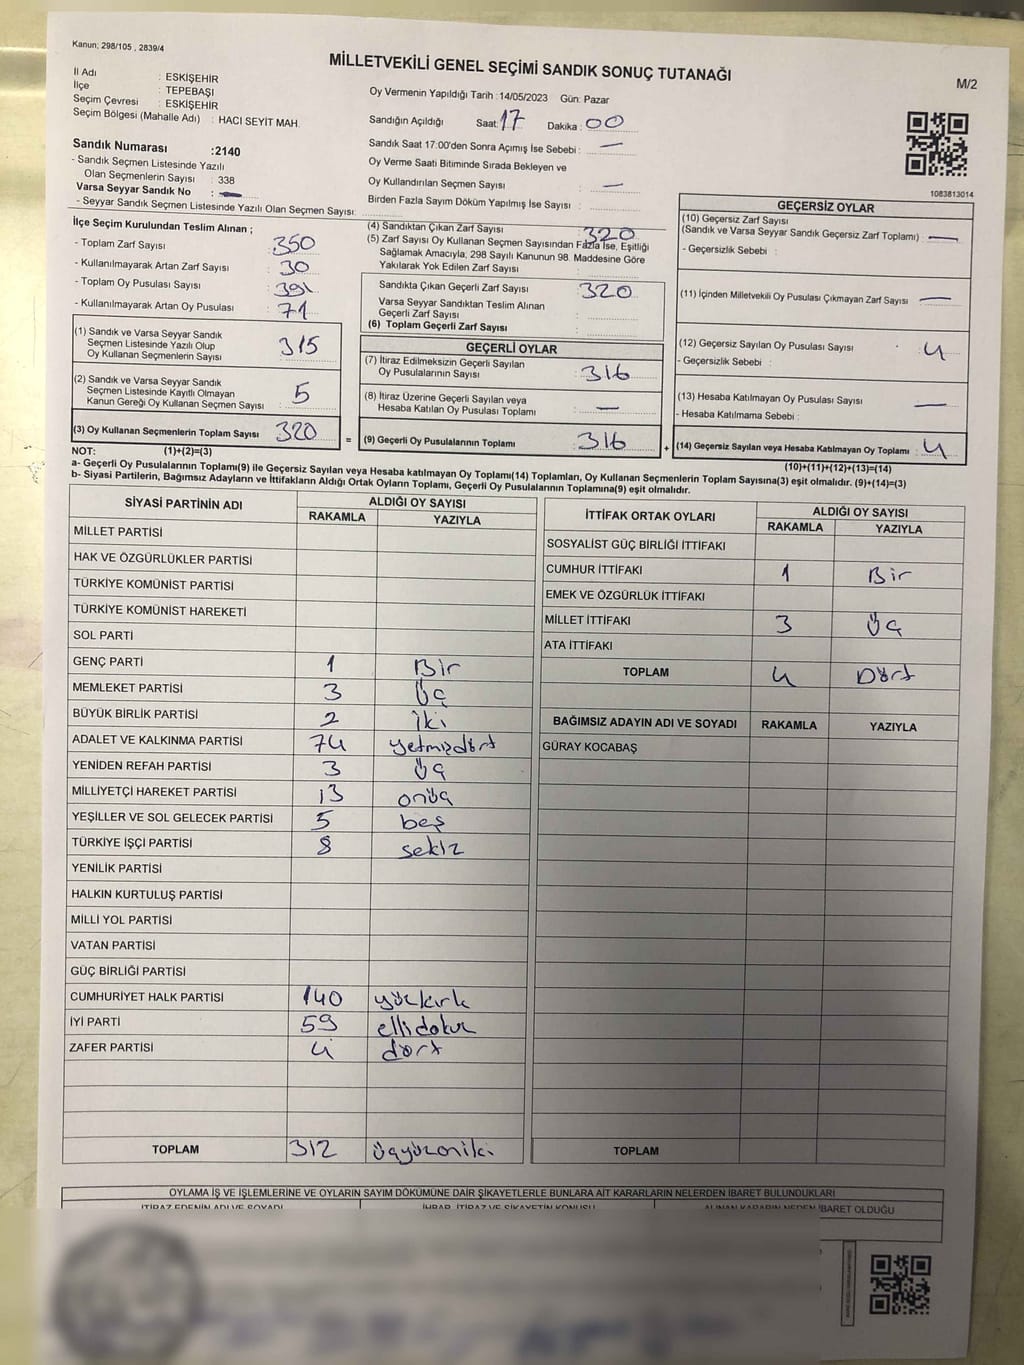 Kanun; 298/105 , 2839/4
MİLLETVEKİLİ GENEL SEÇİMİ SANDIK SONUÇ TUTANAĞI
M/2
İl Adı : ESKİŞEHİR
İlçe : TEPEBAŞI
Seçim Çevresi : ESKİŞEHİR
Seçim Bölgesi (Mahalle Adı) : HACI SEYİT MAH.
Oy Vermenin Yapıldığı Tarih :14/05/2023 Gün: Pazar
Sandığın Açıldığı Saat: 17 Dakika : 00
Sandık Saat 17:00'den Sonra Açımış İse Sebebi : —
Oy Verme Saati Bitiminde Sırada Bekleyen ve
Oy Kullandırılan Seçmen Sayısı : —
Birden Fazla Sayım Döküm Yapılmış İse Sayısı :
Sandık Numarası :2140
- Sandık Seçmen Listesinde Yazılı
Olan Seçmenlerin Sayısı : 338
Varsa Seyyar Sandık No : —
- Seyyar Sandık Seçmen Listesinde Yazılı Olan Seçmen Sayısı:
1083813014
İlçe Seçim Kurulundan Teslim Alınan ;
- Toplam Zarf Sayısı : 350
- Kullanılmayarak Artan Zarf Sayısı : 30
- Toplam Oy Pusulası Sayısı : 391
- Kullanılmayarak Artan Oy Pusulası : 71
(1) Sandık ve Varsa Seyyar Sandık
Seçmen Listesinde Yazılı Olup
Oy Kullanan Seçmenlerin Sayısı : 315
(2) Sandık ve Varsa Seyyar Sandık
Seçmen Listesinde Kayıtlı Olmayan
Kanun Gereği Oy Kullanan Seçmen Sayısı : 5
(3) Oy Kullanan Seçmenlerin Toplam Sayısı : 320
(4) Sandıktan Çıkan Zarf Sayısı : 320
(5) Zarf Sayısı Oy Kullanan Seçmen Sayısından Fazla İse, Eşitliği
Sağlamak Amacıyla, 298 Sayılı Kanunun 98. Maddesine Göre
Yakılarak Yok Edilen Zarf Sayısı :
Sandıkta Çıkan Geçerli Zarf Sayısı : 320
Varsa Seyyar Sandıktan Teslim Alınan
Geçerli Zarf Sayısı :
(6) Toplam Geçerli Zarf Sayısı :
GEÇERLİ OYLAR
(7) İtiraz Edilmeksizin Geçerli Sayılan
Oy Pusulalarının Sayısı : 316
(8) İtiraz Üzerine Geçerli Sayılan veya
Hesaba Katılan Oy Pusulası Toplamı : —
= (9) Geçerli Oy Pusulalarının Toplamı : 316
GEÇERSİZ OYLAR
(10) Geçersiz Zarf Sayısı
(Sandık ve Varsa Seyyar Sandık Geçersiz Zarf Toplamı) : —
- Geçersizlik Sebebi :
(11) İçinden Milletvekili Oy Pusulası Çıkmayan Zarf Sayısı : —
(12) Geçersiz Sayılan Oy Pusulası Sayısı : 4
- Geçersizlik Sebebi :
(13) Hesaba Katılmayan Oy Pusulası Sayısı : —
- Hesaba Katılmama Sebebi :
+ (14) Geçersiz Sayılan veya Hesaba Katılmayan Oy Toplamı : 4
NOT: (1)+(2)=(3)
(10)+(11)+(12)+(13)=(14)
a- Geçerli Oy Pusulalarının Toplamı(9) ile Geçersiz Sayılan veya Hesaba katılmayan Oy Toplamı(14) Toplamları, Oy Kullanan Seçmenlerin Toplam Sayısına(3) eşit olmalıdır. (9)+(14)=(3)
b- Siyasi Partilerin, Bağımsız Adayların ve İttifakların Aldığı Ortak Oyların Toplamı, Geçerli Oy Pusulalarının Toplamına(9) eşit olmalıdır.
SİYASİ PARTİNİN ADI ALDIĞI OY SAYISI
RAKAMLA YAZIYLA
MİLLET PARTİSİ
HAK VE ÖZGÜRLÜKLER PARTİSİ
TÜRKİYE KOMÜNİST PARTİSİ
TÜRKİYE KOMÜNİST HAREKETİ
SOL PARTİ
GENÇ PARTİ 1 Bir
MEMLEKET PARTİSİ 3 Üç
BÜYÜK BİRLİK PARTİSİ 2 İki
ADALET VE KALKINMA PARTİSİ 74 yetmişdört
YENİDEN REFAH PARTİSİ 3 Üç
MİLLİYETÇİ HAREKET PARTİSİ 13 onüç
YEŞİLLER VE SOL GELECEK PARTİSİ 5 beş
TÜRKİYE İŞÇİ PARTİSİ 8 sekiz
YENİLİK PARTİSİ
HALKIN KURTULUŞ PARTİSİ
MİLLİ YOL PARTİSİ
VATAN PARTİSİ
GÜÇ BİRLİĞİ PARTİSİ
CUMHURİYET HALK PARTİSİ 140 yüzkırk
İYİ PARTİ 59 ellidokuz
ZAFER PARTİSİ 4 dört
TOPLAM 312 üçyüzoniki
İTTİFAK ORTAK OYLARI ALDIĞI OY SAYISI
RAKAMLA YAZIYLA
SOSYALİST GÜÇ BİRLİĞİ İTTİFAKI
CUMHUR İTTİFAKI 1 Bir
EMEK VE ÖZGÜRLÜK İTTİFAKI
MİLLET İTTİFAKI 3 Üç
ATA İTTİFAKI
TOPLAM 4 Dört
BAĞIMSIZ ADAYIN ADI VE SOYADI RAKAMLA YAZIYLA
GÜRAY KOCABAŞ
TOPLAM
OYLAMA İŞ VE İŞLEMLERİNE VE OYLARIN SAYIM DÖKÜMÜNE DAİR ŞİKAYETLERLE BUNLARA AİT KARARLARIN NELERDEN İBARET BULUNDUKLARI
İTİRAZ EDENİN ADI VE SOYADI İHBAR, İTİRAZ VE ŞİKAYETİN KONUSU ALINAN KARARIN NEDEN İBARET OLDUĞU